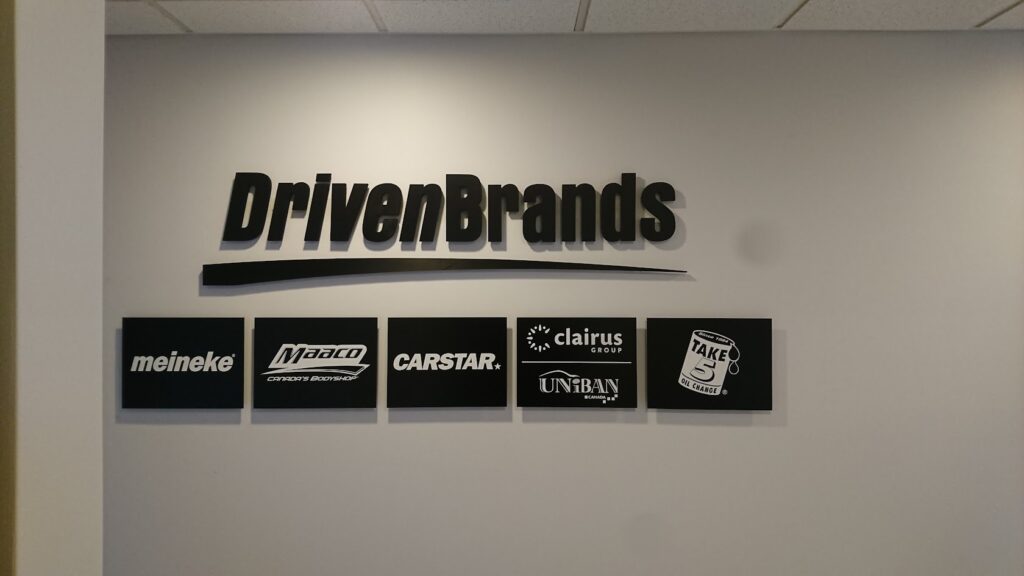 DrivenBrands
meineke®
MAACO
CANADA'S BODYSHOP
CARSTAR
clairus
GROUP
UNiBAN
CANADA
TAKE
5
OIL CHANGE
®